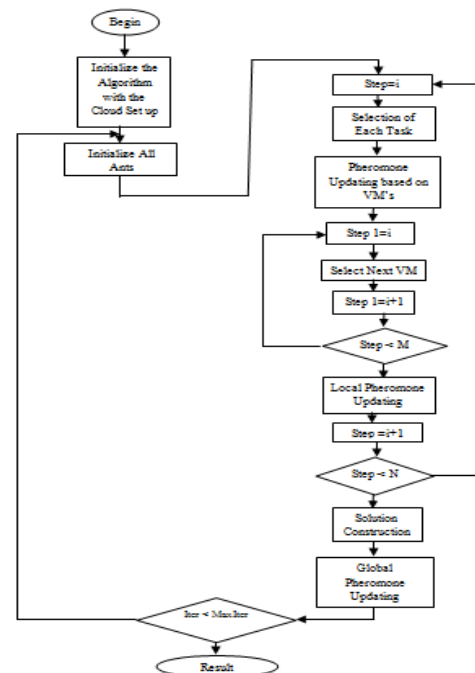 Begin
Initialize the
Algorithm
with the
Cloud Set up
Initialize All
Ants
Step=i
Selection of
Each Task
Pheromone
Updating based on
VM's
Step 1=i
Select Next VM
Step 1=i+1
Step < M
Local Pheromone
Updating
Step =i+1
Step < N
Solution
Construction
Global
Pheromone
Updating
Iter < Max.Iter
Result